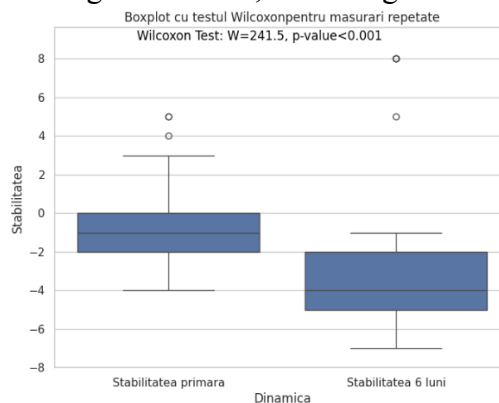 Boxplot cu testul Wilcoxonpentru masurari repetate
Wilcoxon Test: W=241.5, p-value<0.001
Stabilitatea
8
6
4
2
0
−2
−4
−6
−8
Stabilitatea primara
Stabilitatea 6 luni
Dinamica